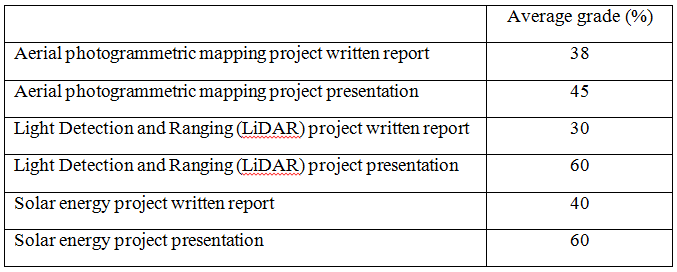 Average grade (%)
Aerial photogrammetric mapping project written report 38
Aerial photogrammetric mapping project presentation 45
Light Detection and Ranging (LiDAR) project written report 30
Light Detection and Ranging (LiDAR) project presentation 60
Solar energy project written report 40
Solar energy project presentation 60